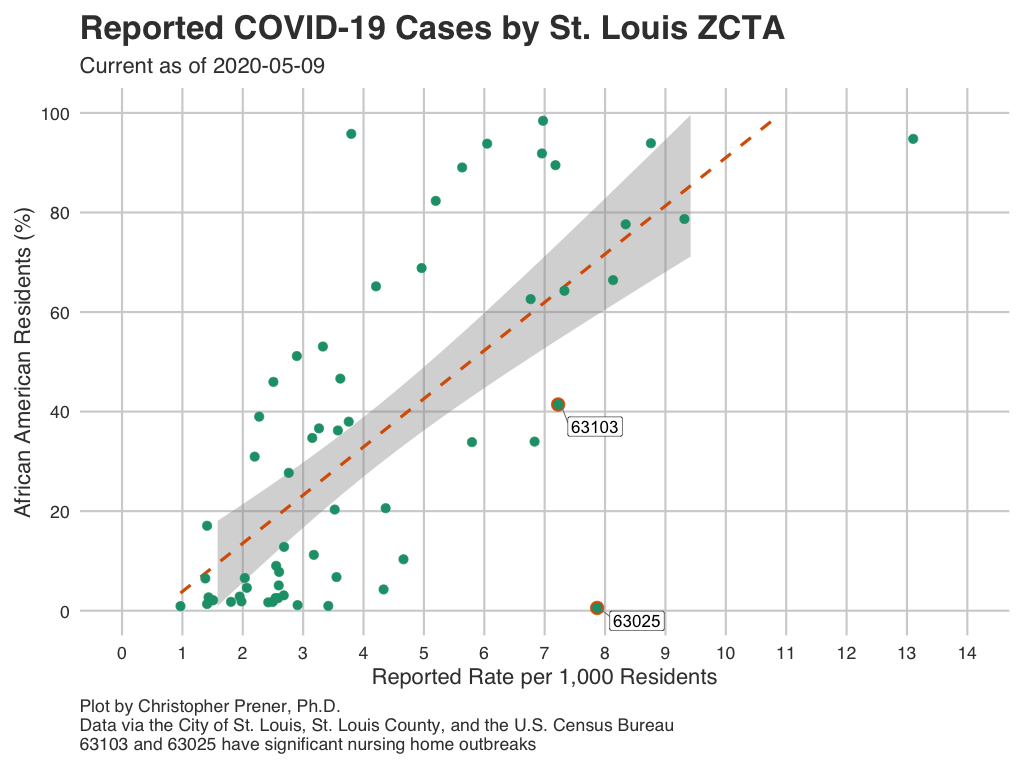 Reported COVID-19 Cases by St. Louis ZCTA
Current as of 2020-05-09
African American Residents (%)
100
80
60
40
20
0
63103
63025
0 1 2 3 4 5 6 7 8 9 10 11 12 13 14
Reported Rate per 1,000 Residents
Plot by Christopher Prener, Ph.D.
Data via the City of St. Louis, St. Louis County, and the U.S. Census Bureau
63103 and 63025 have significant nursing home outbreaks